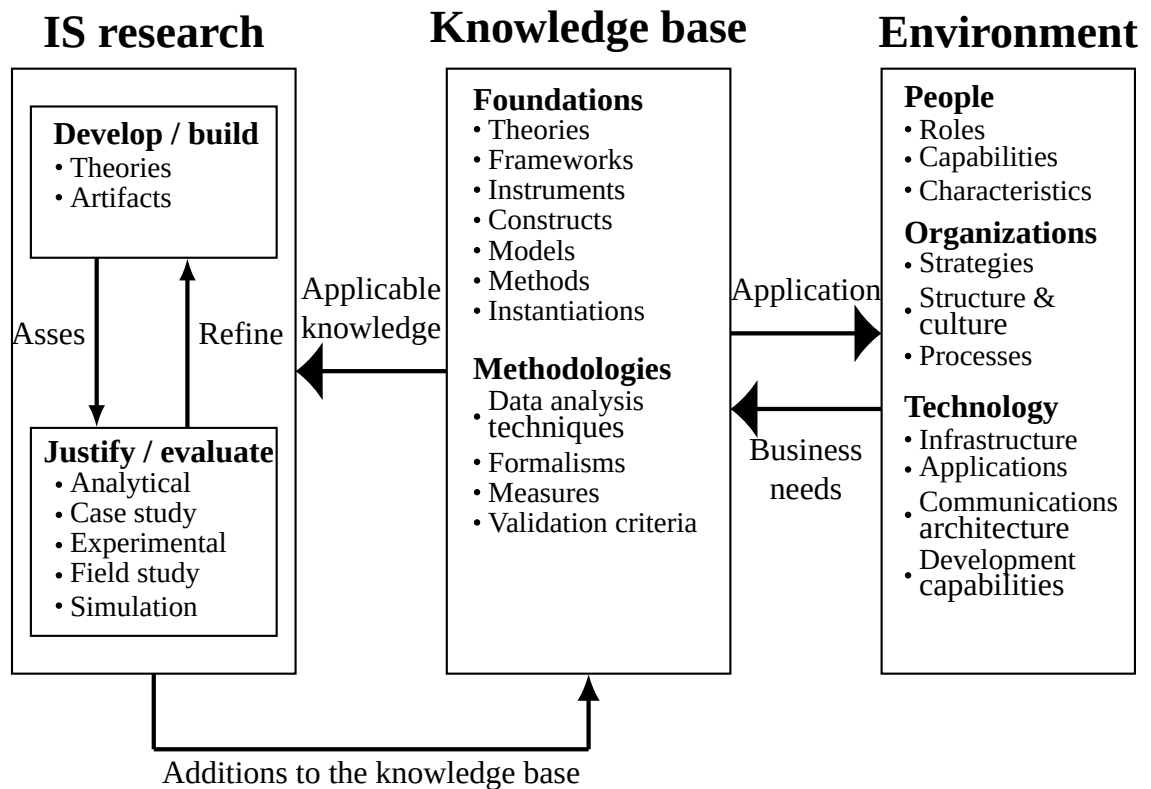 IS research
Develop / build
• Theories
• Artifacts
Asses
Refine
Justify / evaluate
• Analytical
• Case study
• Experimental
• Field study
• Simulation
Applicable
knowledge
Knowledge base
Foundations
• Theories
• Frameworks
• Instruments
• Constructs
• Models
• Methods
• Instantiations
Methodologies
• Data analysis
techniques
• Formalisms
• Measures
• Validation criteria
Application
Business
needs
Environment
People
• Roles
• Capabilities
• Characteristics
Organizations
• Strategies
• Structure &
culture
• Processes
Technology
• Infrastructure
• Applications
• Communications
architecture
• Development
capabilities
Additions to the knowledge base